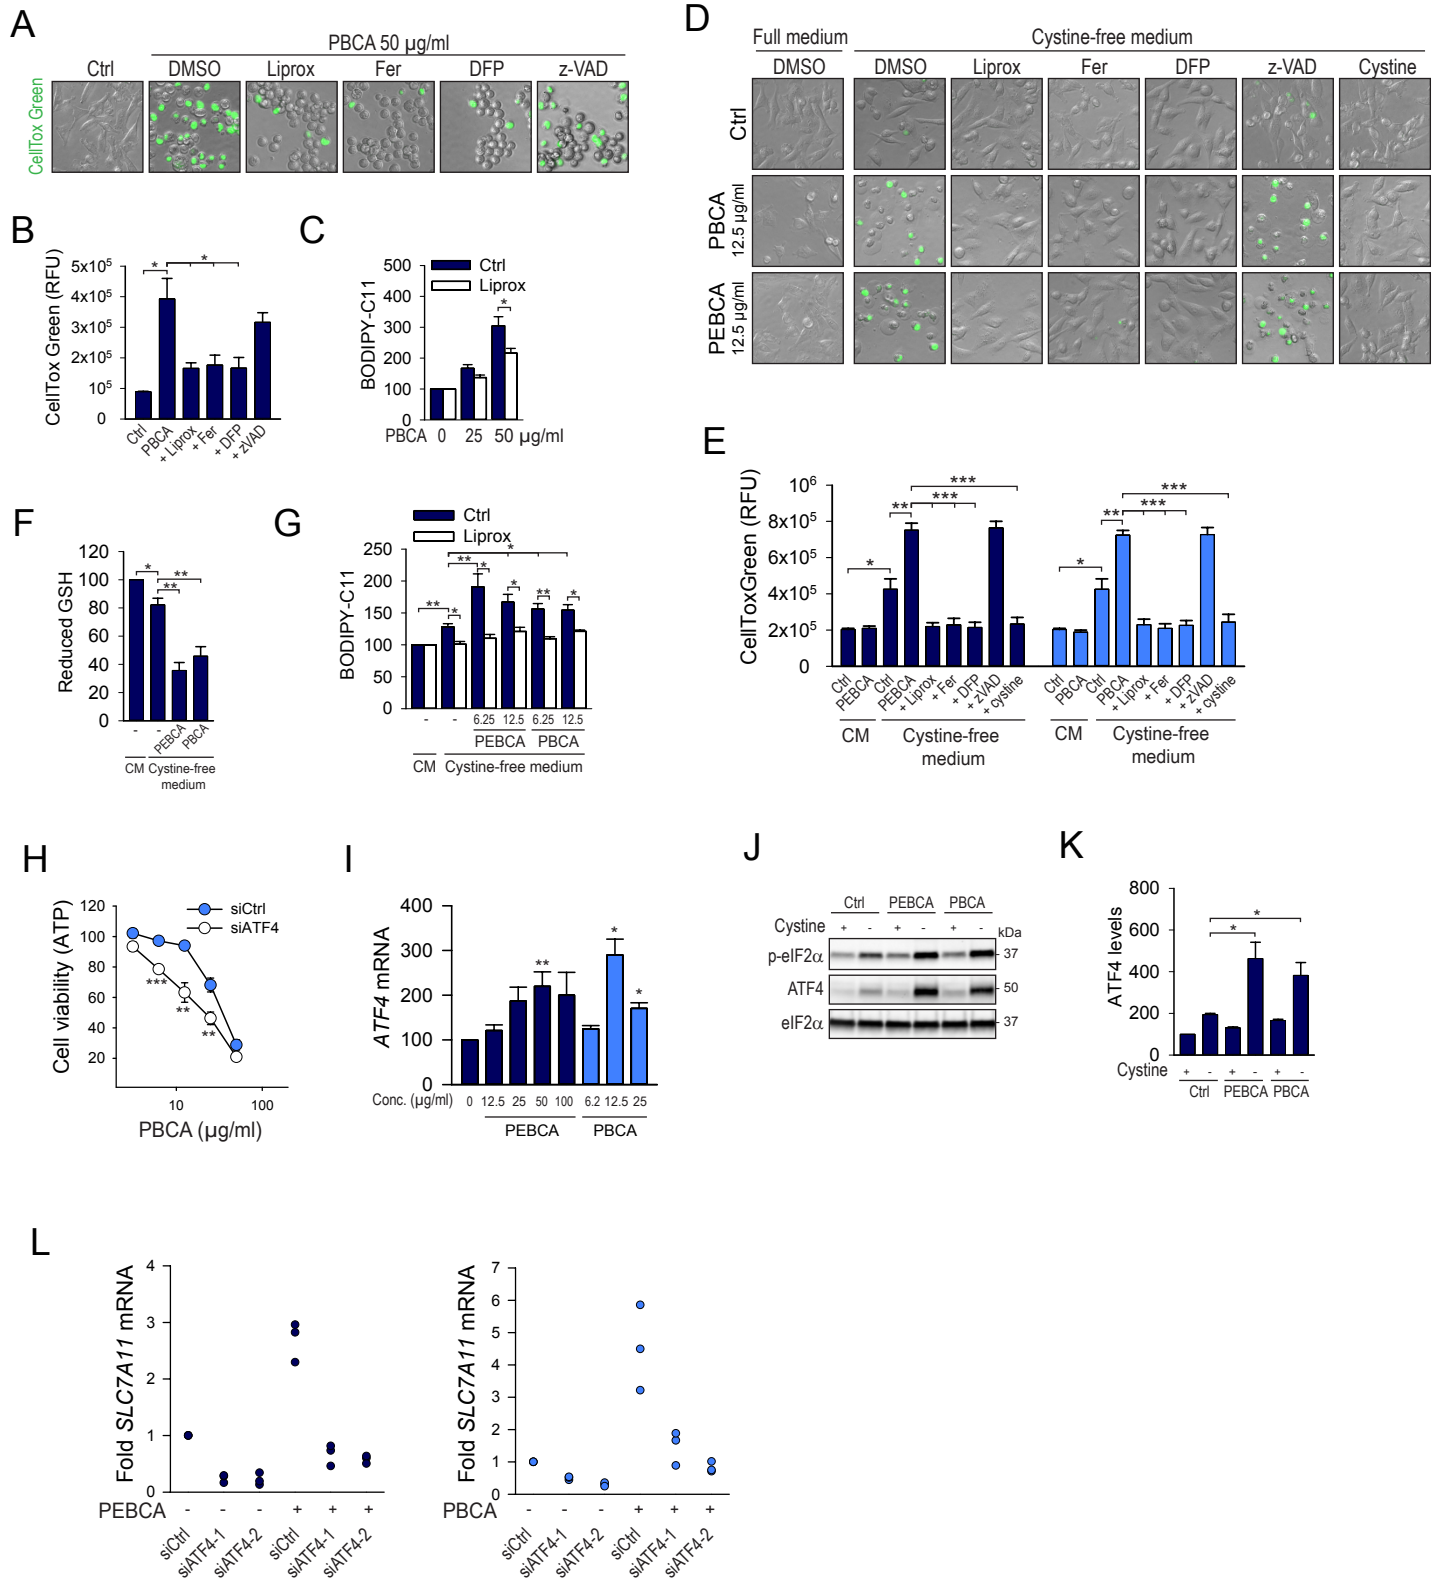 A
PBCA 50 µg/ml
Ctrl DMSO Liprox Fer DFP z-VAD
CellTox Green
B
CellTox Green (RFU)
5x10⁵
4x10⁵
3x10⁵
2x10⁵
10⁵
0
* *
Ctrl PBCA + Liprox + Fer + DFP + zVAD
C
BODIPY-C11
500
400
300
200
100
0
Ctrl
Liprox
*
PBCA 0 25 50 µg/ml
D
Full medium Cystine-free medium
DMSO DMSO Liprox Fer DFP z-VAD Cystine
Ctrl
PBCA
12.5 µg/ml
PEBCA
12.5 µg/ml
E
CellToxGreen (RFU)
10⁶
8x10⁵
6x10⁵
4x10⁵
2x10⁵
0
* ** *** ***
* ** *** ***
Ctrl PEBCA Ctrl PEBCA + Liprox + Fer + DFP + zVAD + cystine
Ctrl PBCA Ctrl PBCA + Liprox + Fer + DFP + zVAD + cystine
CM Cystine-free
medium
CM Cystine-free
medium
F
Reduced GSH
120
100
80
60
40
20
0
* ** **
- - PEBCA PBCA
CM Cystine-free
medium
G
Ctrl
Liprox
BODIPY-C11
250
200
150
100
50
0
** * ** * * * ** *
- - 6.25 12.5 6.25 12.5
PEBCA PBCA
CM Cystine-free medium
H
Cell viability (ATP)
120
100
80
60
40
20
siCtrl
siATF4
*** ** **
10 100
PBCA (µg/ml)
I
ATF4 mRNA
400
300
200
100
0
** * *
Conc. (µg/ml) 0 12.5 25 50 100 6.2 12.5 25
PEBCA PBCA
J
Ctrl PEBCA PBCA
Cystine + - + - + - kDa
p-eIF2α 37
ATF4 50
eIF2α 37
K
ATF4 levels
800
600
400
200
0
* *
Cystine + - + - + -
Ctrl PEBCA PBCA
L
Fold SLC7A11 mRNA
4
3
2
1
0
PEBCA - - - + + +
siCtrl siATF4-1 siATF4-2 siCtrl siATF4-1 siATF4-2
Fold SLC7A11 mRNA
7
6
5
4
3
2
1
0
PBCA - - - + + +
siCtrl siATF4-1 siATF4-2 siCtrl siATF4-1 siATF4-2